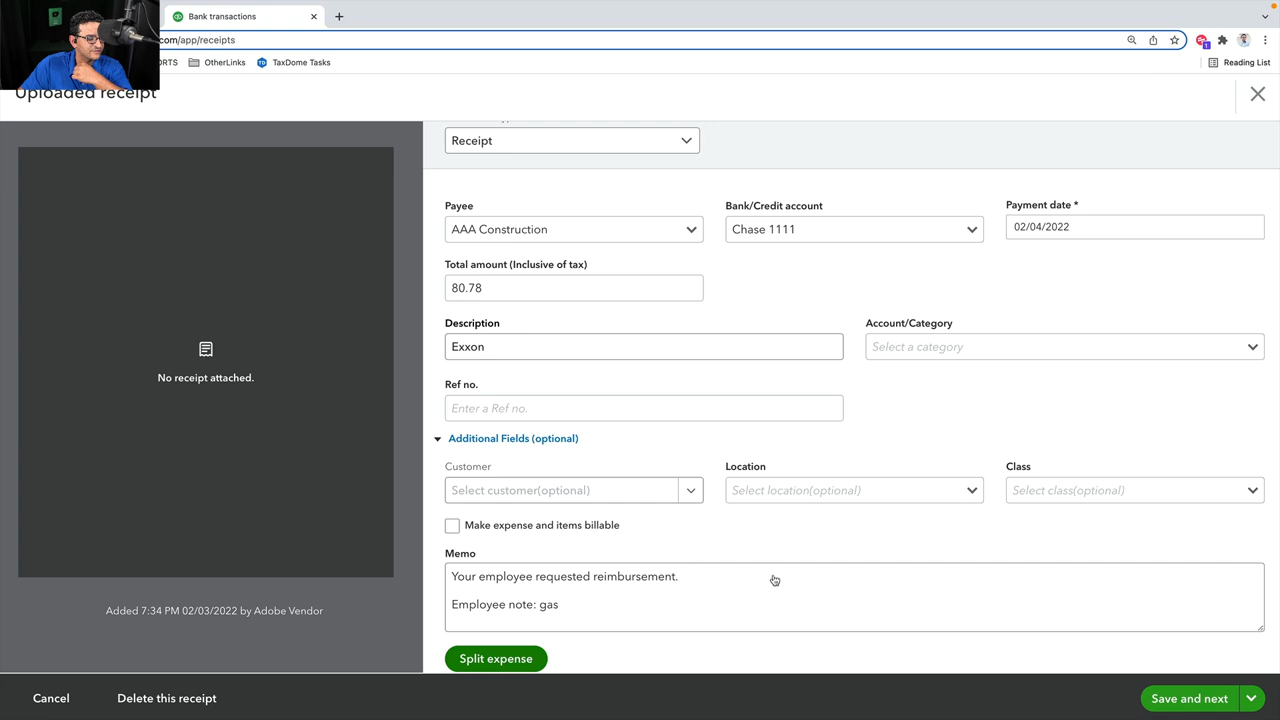 Bank transactions
com/app/receipts
ORTS
OtherLinks
TaxDome Tasks
Reading List
Uploaded receipt
Receipt
Payee
Bank/Credit account
Payment date *
AAA Construction
Chase 1111
02/04/2022
Total amount (Inclusive of tax)
80.78
Description
Account/Category
Exxon
Select a category
No receipt attached.
Ref no.
Enter a Ref no.
Additional Fields (optional)
Customer
Location
Class
Select customer(optional)
Select location(optional)
Select class(optional)
Make expense and items billable
Memo
Your employee requested reimbursement.
Employee note: gas
Added 7:34 PM 02/03/2022 by Adobe Vendor
Split expense
Cancel
Delete this receipt
Save and next